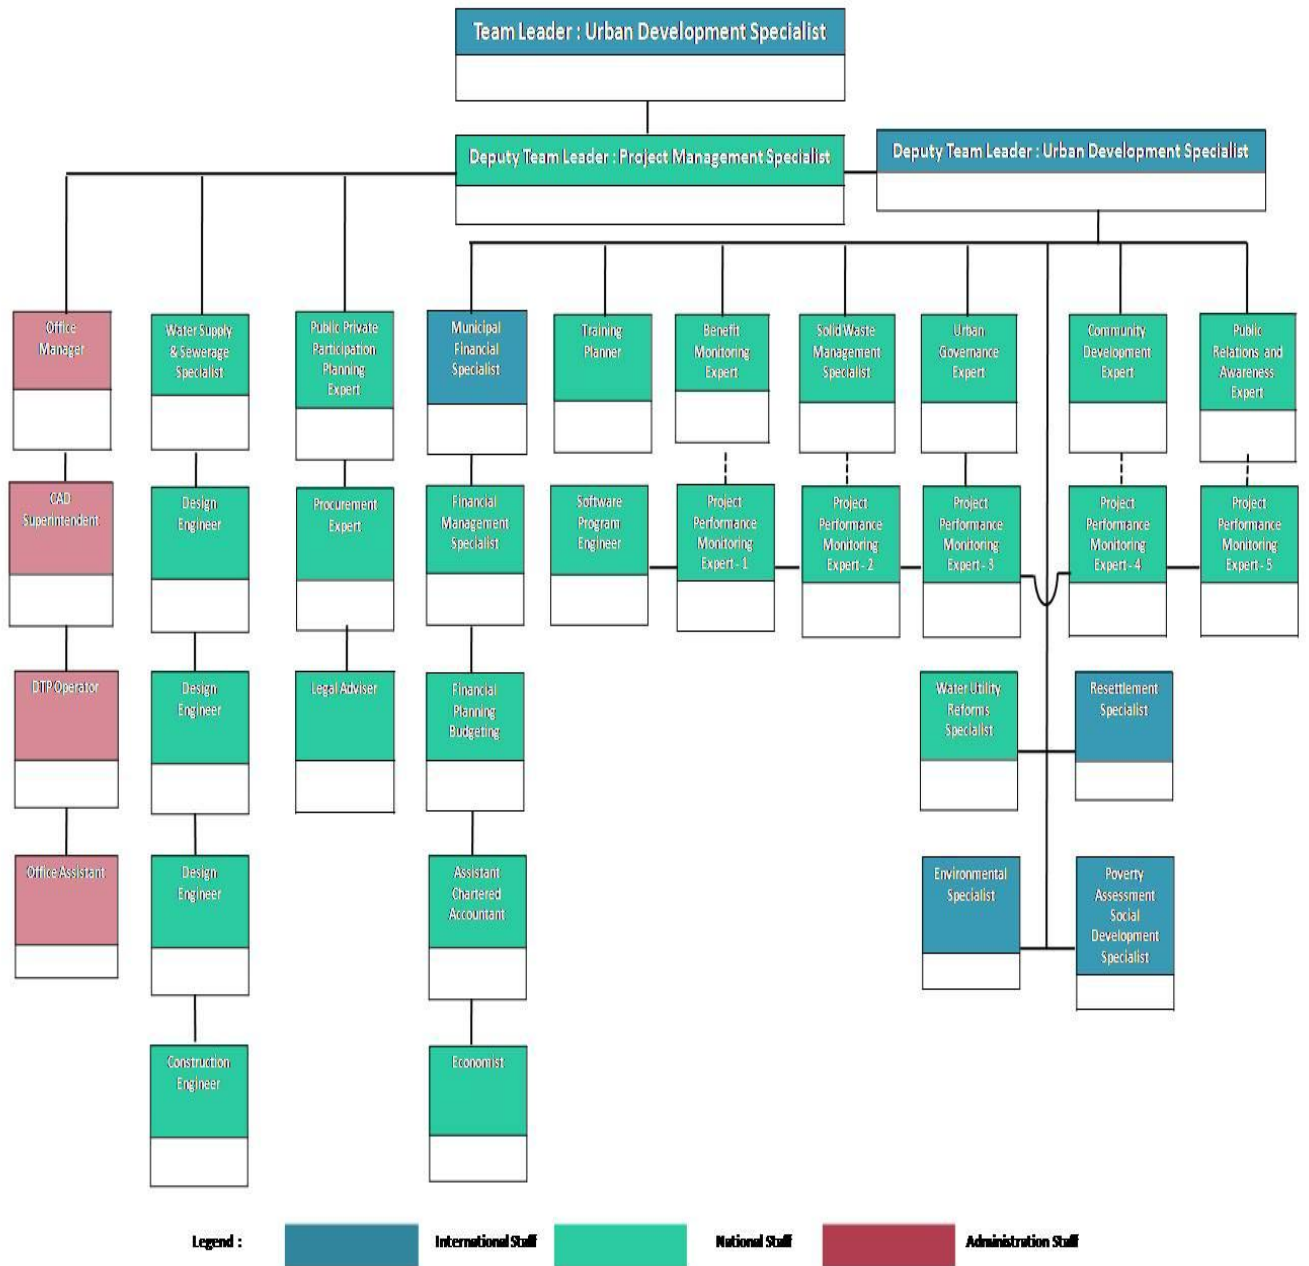 Team Leader : Urban Development Specialist
Deputy Team Leader : Project Management Specialist
Deputy Team Leader : Urban Development Specialist
Office
Manager
Water Supply
& Sewerage
Specialist
Public Private
Participation
Planning
Expert
Municipal
Financial
Specialist
Training
Planner
Benefit
Monitoring
Expert
Solid Waste
Management
Specialist
Urban
Governance
Expert
Community
Development
Expert
Public
Relations and
Awareness
Expert
CAD
Superintendent
Design
Engineer
Procurement
Expert
Financial
Management
Specialist
Software
Program
Engineer
Project
Performance
Monitoring
Expert - 1
Project
Performance
Monitoring
Expert - 2
Project
Performance
Monitoring
Expert - 3
Project
Performance
Monitoring
Expert - 4
Project
Performance
Monitoring
Expert - 5
DTP Operator
Design
Engineer
Legal Adviser
Financial
Planning
Budgeting
Water Utility
Reforms
Specialist
Resettlement
Specialist
Office Assistant
Design
Engineer
Assistant
Chartered
Accountant
Environmental
Specialist
Poverty
Assessment
Social
Development
Specialist
Construction
Engineer
Economist
Legend :
International Staff
National Staff
Administration Staff